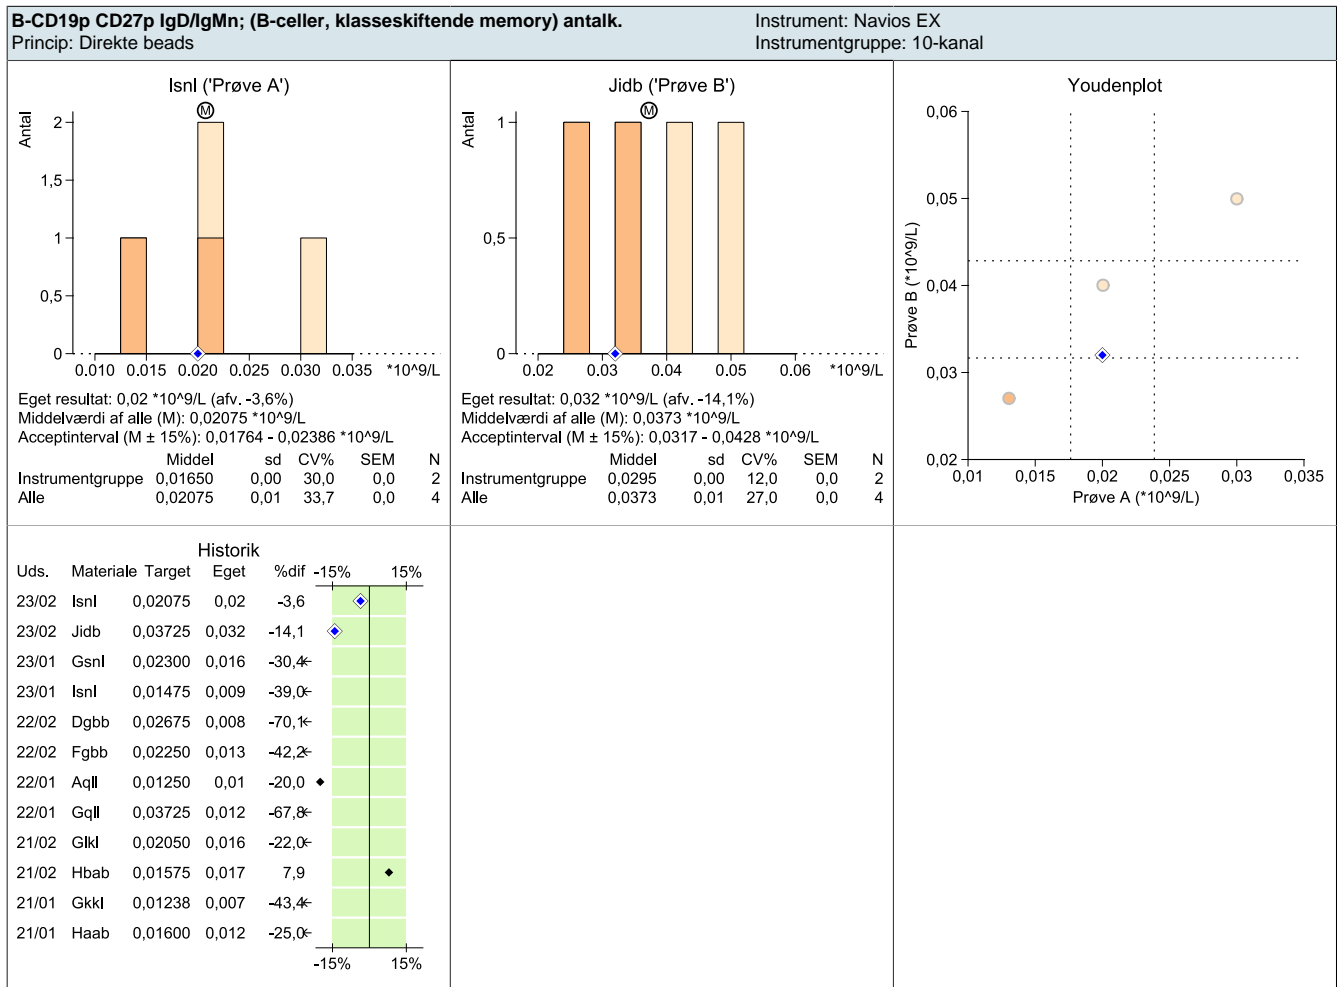 B-CD19p CD27p IgD/IgMn; (B-celler, klasseskiftende memory) antalk.
Princip: Direkte beads
Instrument: Navios EX
Instrumentgruppe: 10-kanal
Isnl ('Prøve A')
M
Antal
2
1,5
1
0,5
0
0.010 0.015 0.020 0.025 0.030 0.035 *10^9/L
Eget resultat: 0,02 *10^9/L (afv. -3,6%)
Middelværdi af alle (M): 0,02075 *10^9/L
Acceptinterval (M ± 15%): 0,01764 - 0,02386 *10^9/L
Middel sd CV% SEM N
Instrumentgruppe 0,01650 0,00 30,0 0,0 2
Alle 0,02075 0,01 33,7 0,0 4
Jidb ('Prøve B')
M
Antal
1
0,5
0
0.02 0.03 0.04 0.05 0.06 *10^9/L
Eget resultat: 0,032 *10^9/L (afv. -14,1%)
Middelværdi af alle (M): 0,0373 *10^9/L
Acceptinterval (M ± 15%): 0,0317 - 0,0428 *10^9/L
Middel sd CV% SEM N
Instrumentgruppe 0,0295 0,00 12,0 0,0 2
Alle 0,0373 0,01 27,0 0,0 4
Youdenplot
Prøve B (*10^9/L)
0,06
0,05
0,04
0,03
0,02
0,01 0,015 0,02 0,025 0,03 0,035
Prøve A (*10^9/L)
Historik
Uds. Materiale Target Eget %dif -15% 15%
23/02 Isnl 0,02075 0,02 -3,6
23/02 Jidb 0,03725 0,032 -14,1
23/01 Gsnl 0,02300 0,016 -30,4
23/01 Isnl 0,01475 0,009 -39,0
22/02 Dgbb 0,02675 0,008 -70,1
22/02 Fgbb 0,02250 0,013 -42,2
22/01 Aqll 0,01250 0,01 -20,0
22/01 Gqll 0,03725 0,012 -67,8
21/02 Glkl 0,02050 0,016 -22,0
21/02 Hbab 0,01575 0,017 7,9
21/01 Gkkl 0,01238 0,007 -43,4
21/01 Haab 0,01600 0,012 -25,0
-15% 15%